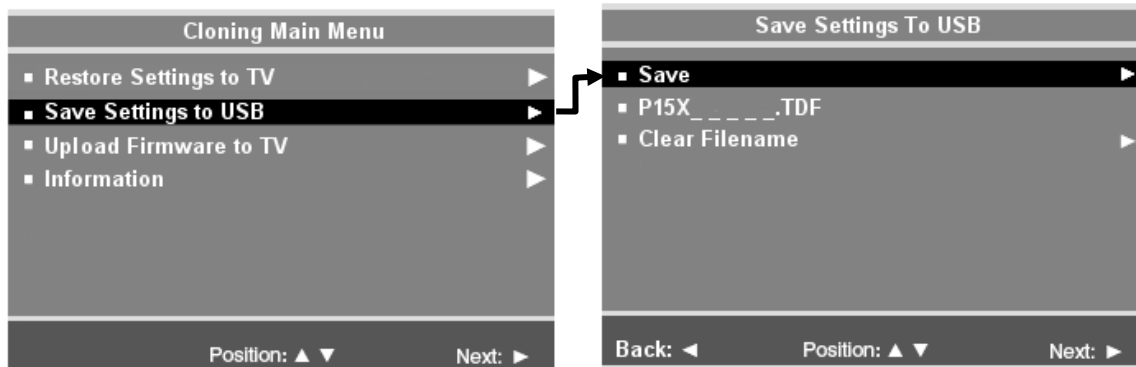 Cloning Main Menu
Restore Settings to TV
Save Settings to USB
Upload Firmware to TV
Information
Position: ▲ ▼ Next: ►
Save Settings To USB
Save
P15X_ _ _ _ _.TDF
Clear Filename
Back: ◄ Position: ▲ ▼ Next: ►